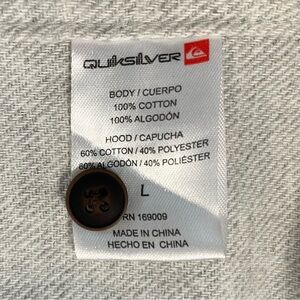 QUIKSILVER
BODY / CUERPO
100% COTTON
100% ALGODÓN
HOOD / CAPUCHA
60% COTTON / 40% POLYESTER
60% ALGODÓN / 40% POLIÉSTER
L
RN 169009
MADE IN CHINA
HECHO EN CHINA